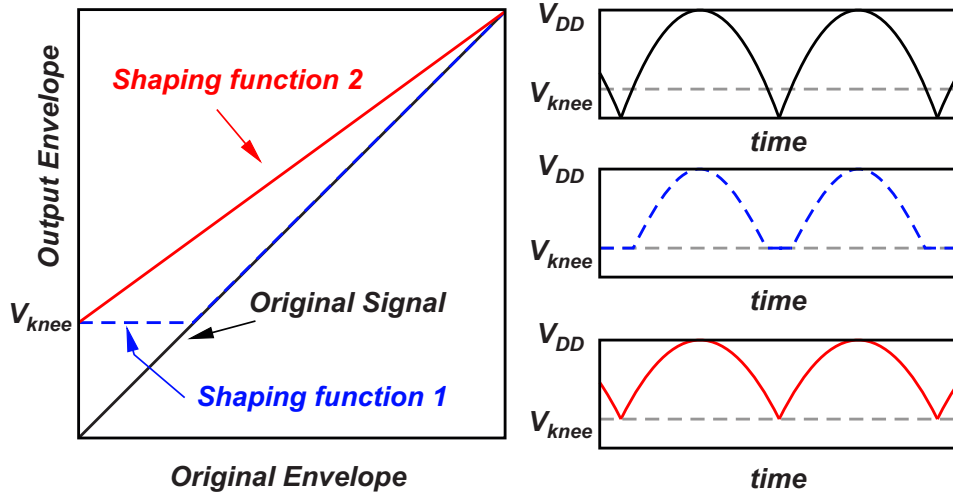 Shaping function 2
Output Envelope
Original Signal
V_knee
Shaping function 1
Original Envelope
V_DD
V_knee
time
V_DD
V_knee
time
V_DD
V_knee
time